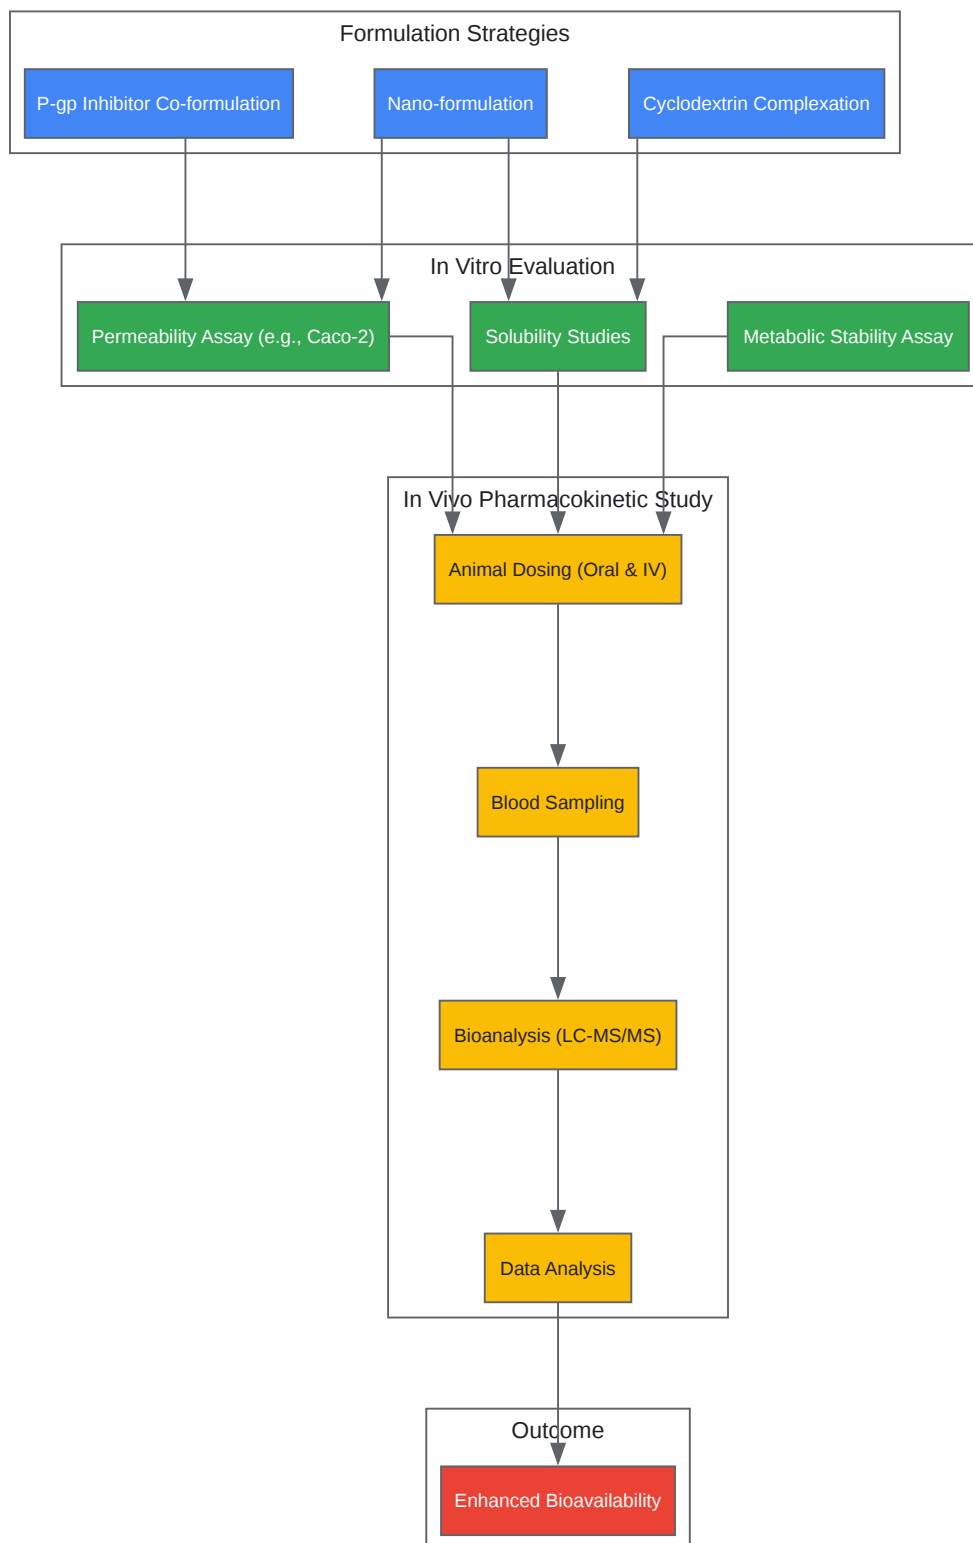 Formulation Strategies
P-gp Inhibitor Co-formulation
Nano-formulation
Cyclodextrin Complexation
In Vitro Evaluation
Permeability Assay (e.g., Caco-2)
Solubility Studies
Metabolic Stability Assay
In Vivo Pharmacokinetic Study
Animal Dosing (Oral & IV)
Blood Sampling
Bioanalysis (LC-MS/MS)
Data Analysis
Outcome
Enhanced Bioavailability